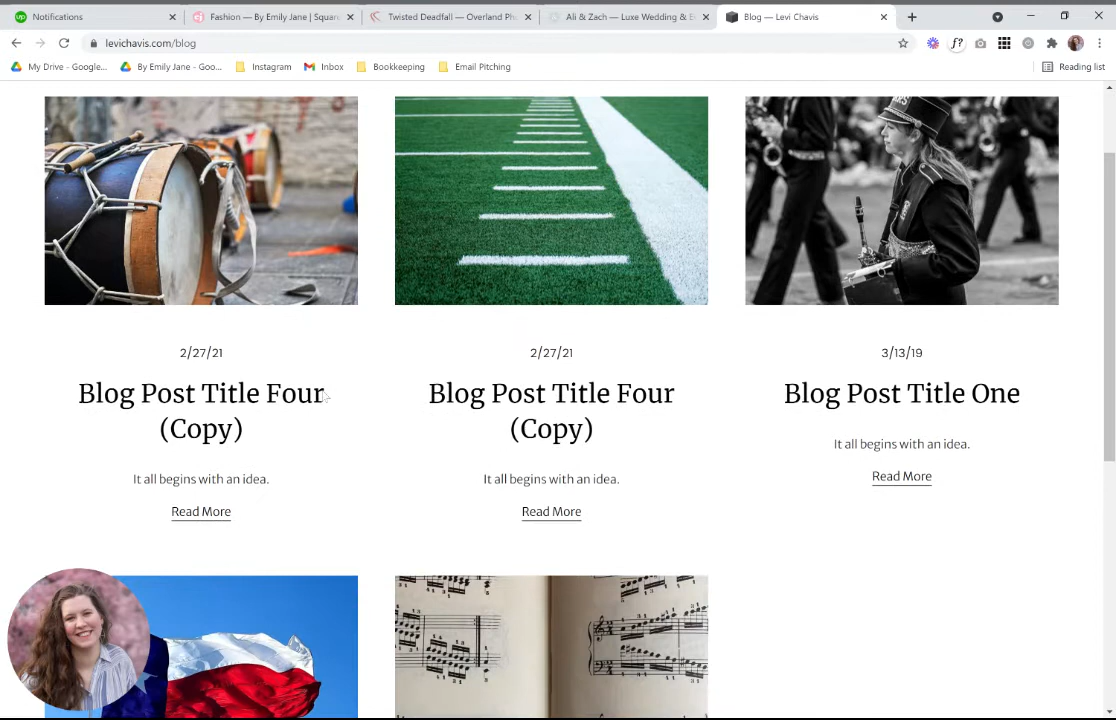 up Notifications
Fashion — By Emily Jane | Squar
Twisted Deadfall — Overland Ph
Ali & Zach — Luxe Wedding & E
Blog — Levi Chavis
levichavis.com/blog
f?
My Drive - Google...
By Emily Jane - Goo...
Instagram
Inbox
Bookkeeping
Email Pitching
Reading list
2/27/21
Blog Post Title Four
(Copy)
It all begins with an idea.
Read More
2/27/21
Blog Post Title Four
(Copy)
It all begins with an idea.
Read More
3/13/19
Blog Post Title One
It all begins with an idea.
Read More